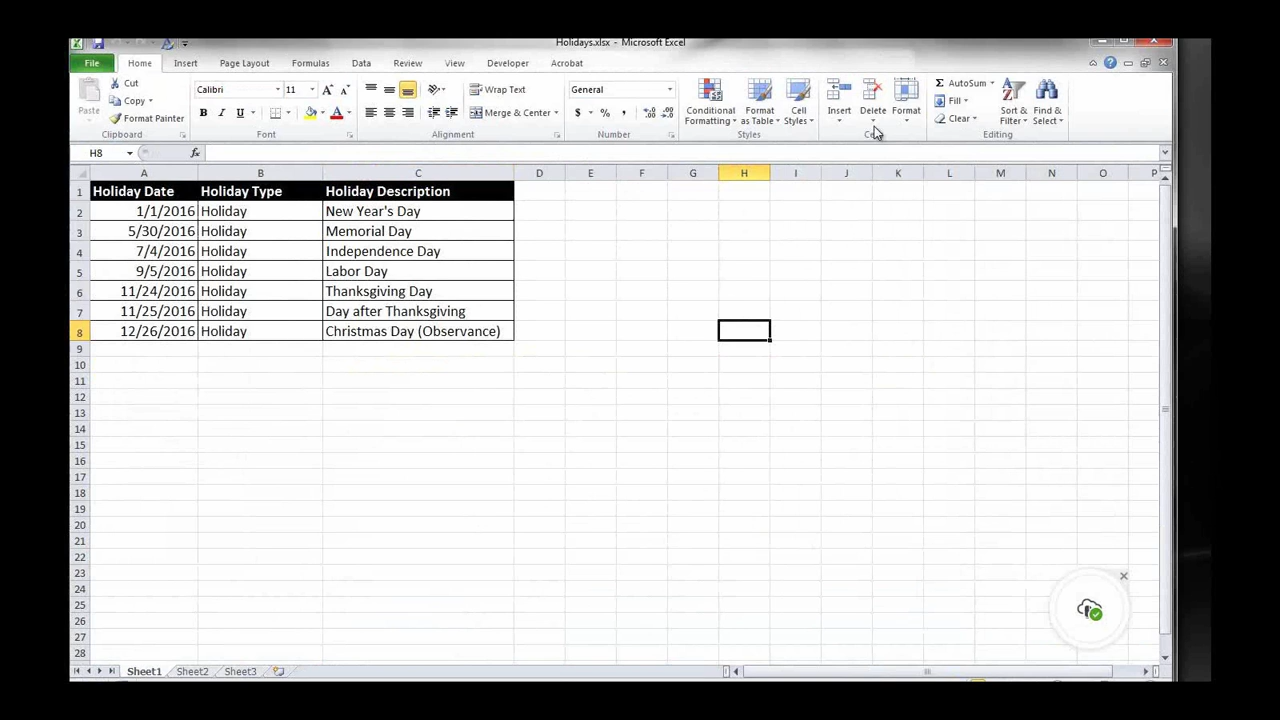 Holidays.xlsx - Microsoft Excel
File Home Insert Page Layout Formulas Data Review View Developer Acrobat
Paste Cut Copy Format Painter Clipboard
Calibri 11 B I U A Font
Wrap Text Merge & Center Alignment
General $ % , Number
Conditional Formatting Format as Table Cell Styles Styles
Insert Delete Format
AutoSum Fill Clear Sort & Filter Find & Select Editing
H8 fx
A B C D E F G H I J K L M N O P
1 Holiday Date Holiday Type Holiday Description
2 1/1/2016 Holiday New Year's Day
3 5/30/2016 Holiday Memorial Day
4 7/4/2016 Holiday Independence Day
5 9/5/2016 Holiday Labor Day
6 11/24/2016 Holiday Thanksgiving Day
7 11/25/2016 Holiday Day after Thanksgiving
8 12/26/2016 Holiday Christmas Day (Observance)
9
10
11
12
13
14
15
16
17
18
19
20
21
22
23
24
25
26
27
28
Sheet1 Sheet2 Sheet3